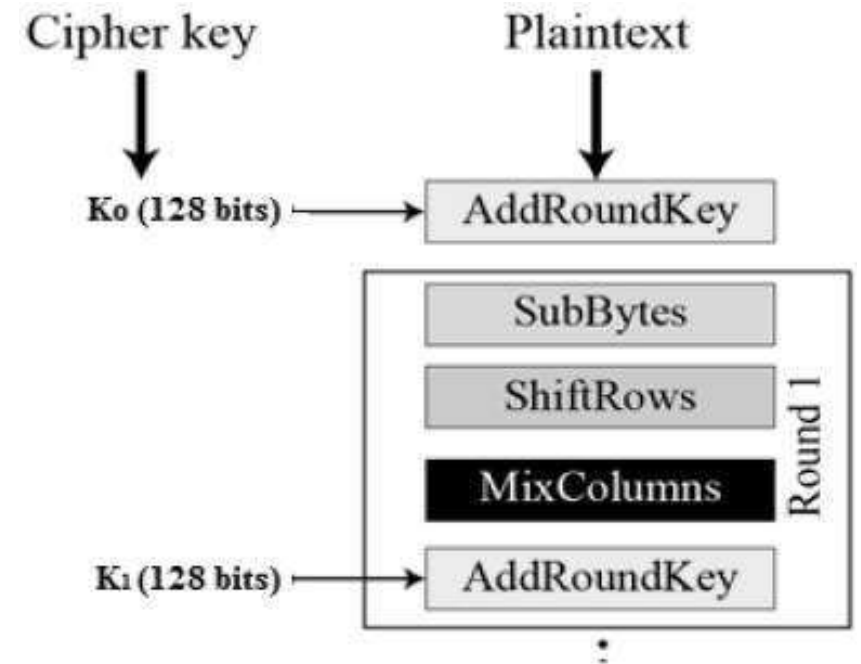 Cipher key
Plaintext
K0 (128 bits)
AddRoundKey
SubBytes
ShiftRows
Round 1
MixColumns
K1 (128 bits)
AddRoundKey